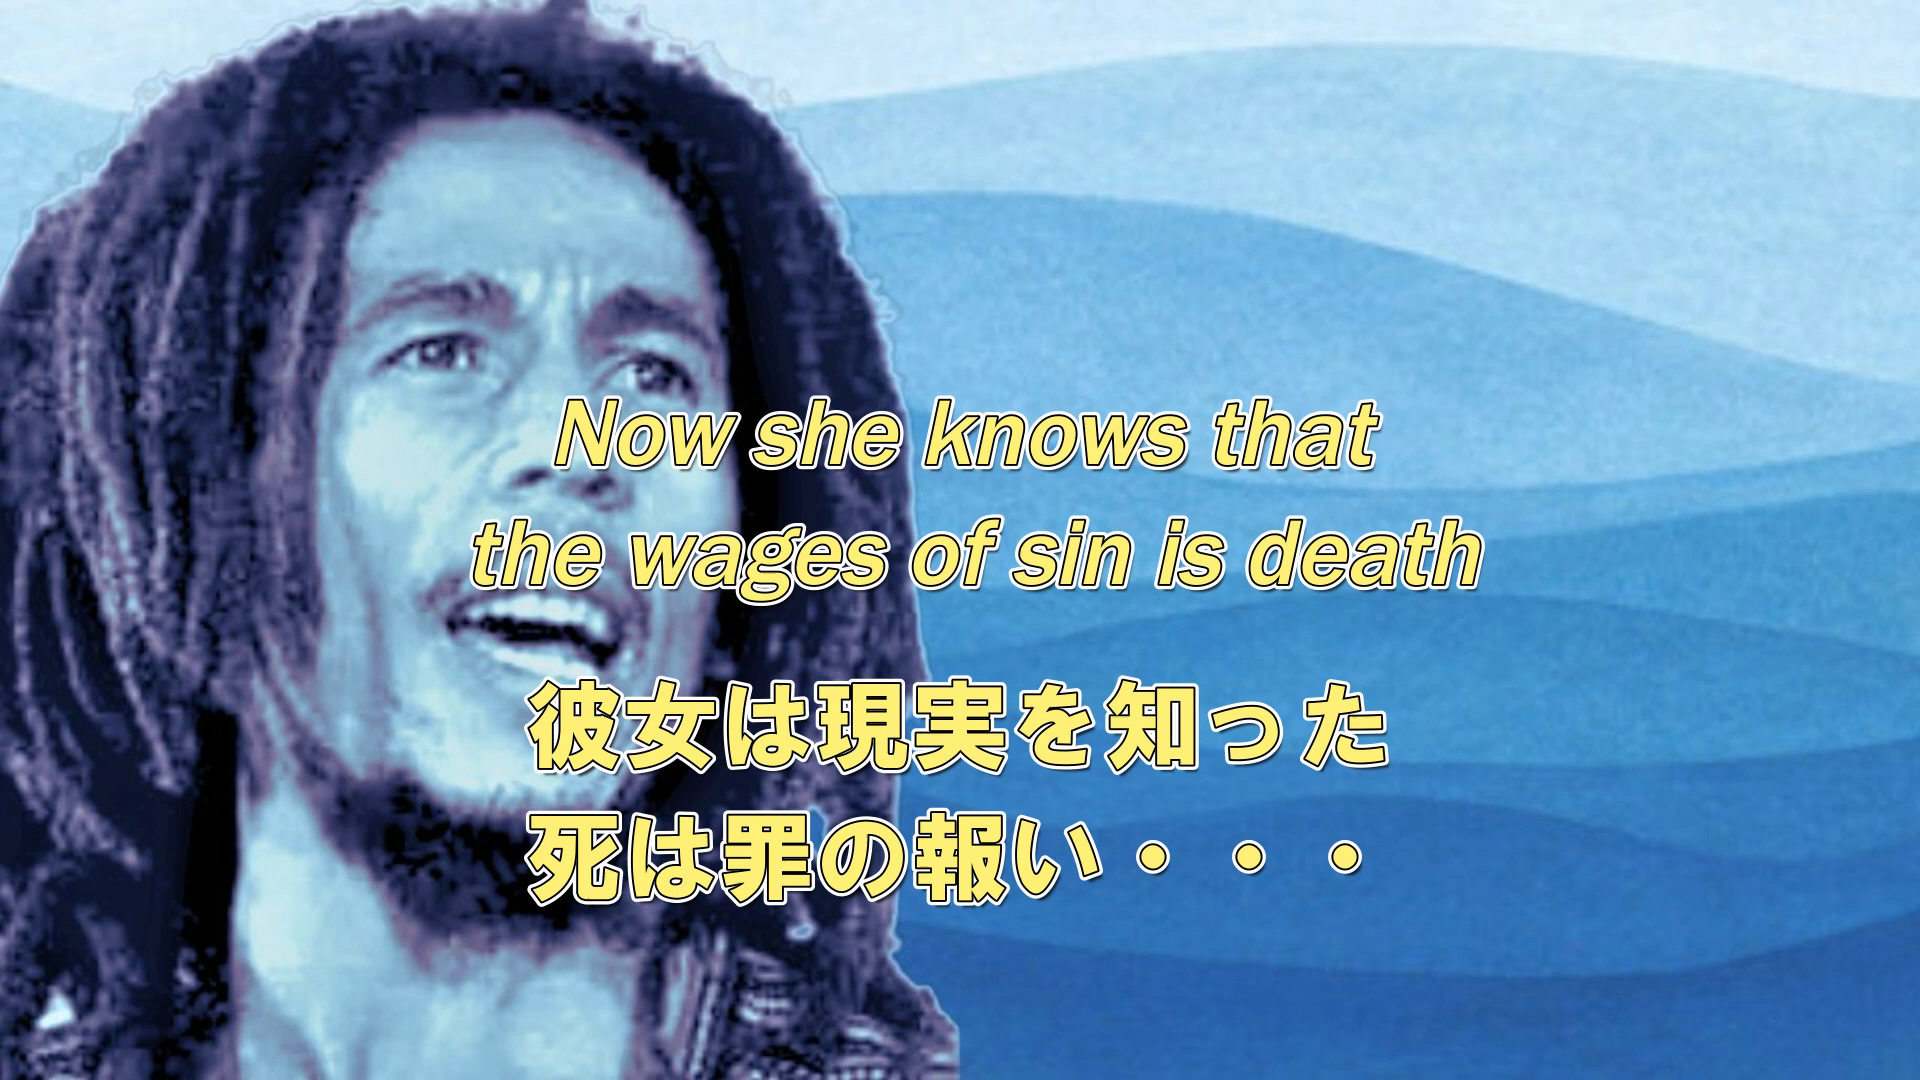 Now she knows that
the wages of sin is death
彼女は現実を知った
死は罪の報い・・・